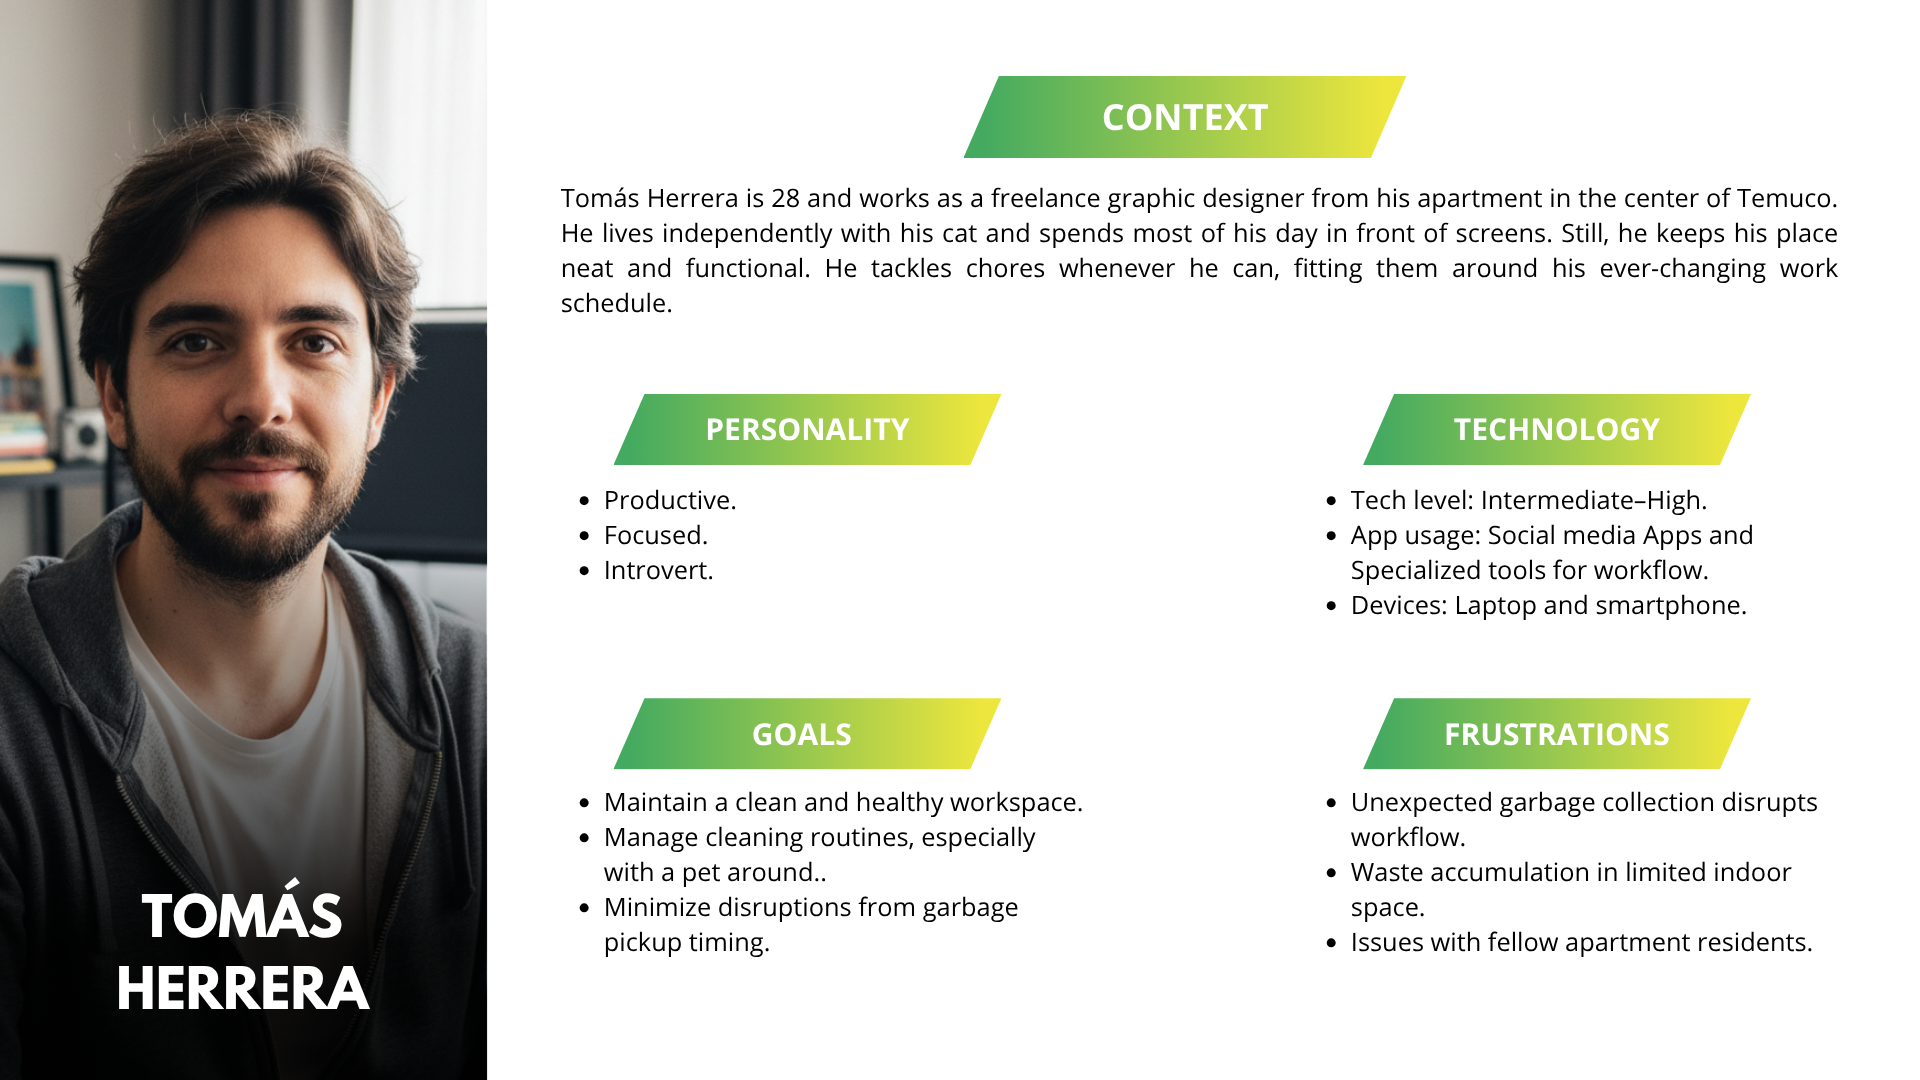 CONTEXT
Tomás Herrera is 28 and works as a freelance graphic designer from his apartment in the center of Temuco.
He lives independently with his cat and spends most of his day in front of screens. Still, he keeps his place
neat and functional. He tackles chores whenever he can, fitting them around his ever-changing work
schedule.
PERSONALITY
• Productive.
• Focused.
• Introvert.
TECHNOLOGY
• Tech level: Intermediate–High.
• App usage: Social media Apps and
Specialized tools for workflow.
• Devices: Laptop and smartphone.
GOALS
• Maintain a clean and healthy workspace.
• Manage cleaning routines, especially
with a pet around..
• Minimize disruptions from garbage
pickup timing.
FRUSTRATIONS
• Unexpected garbage collection disrupts
workflow.
• Waste accumulation in limited indoor
space.
• Issues with fellow apartment residents.
TOMÁS
HERRERA